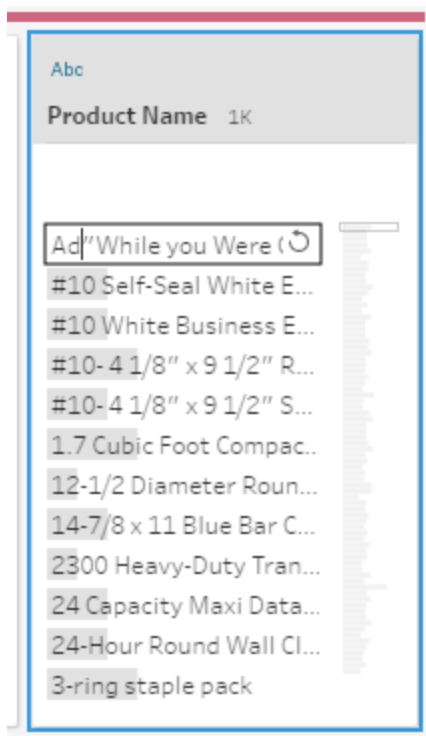 Abc
Product Name 1K
Ad"While you Were (
#10 Self-Seal White E...
#10 White Business E...
#10- 4 1/8" x 9 1/2" R...
#10- 4 1/8" x 9 1/2" S...
1.7 Cubic Foot Compac...
12-1/2 Diameter Roun...
14-7/8 x 11 Blue Bar C...
2300 Heavy-Duty Tran...
24 Capacity Maxi Data...
24-Hour Round Wall Cl...
3-ring staple pack